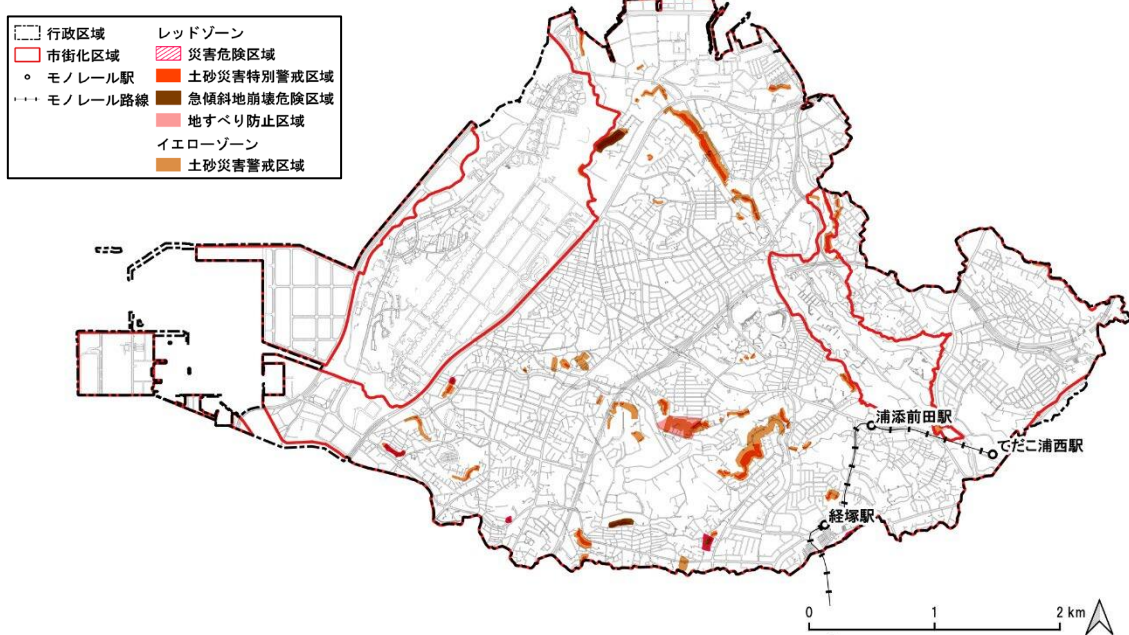 行政区域
市街化区域
モノレール駅
モノレール路線
レッドゾーン
災害危険区域
土砂災害特別警戒区域
急傾斜地崩壊危険区域
地すべり防止区域
イエローゾーン
土砂災害警戒区域
浦添前田駅
てだこ浦西駅
経塚駅
0 1 2 km